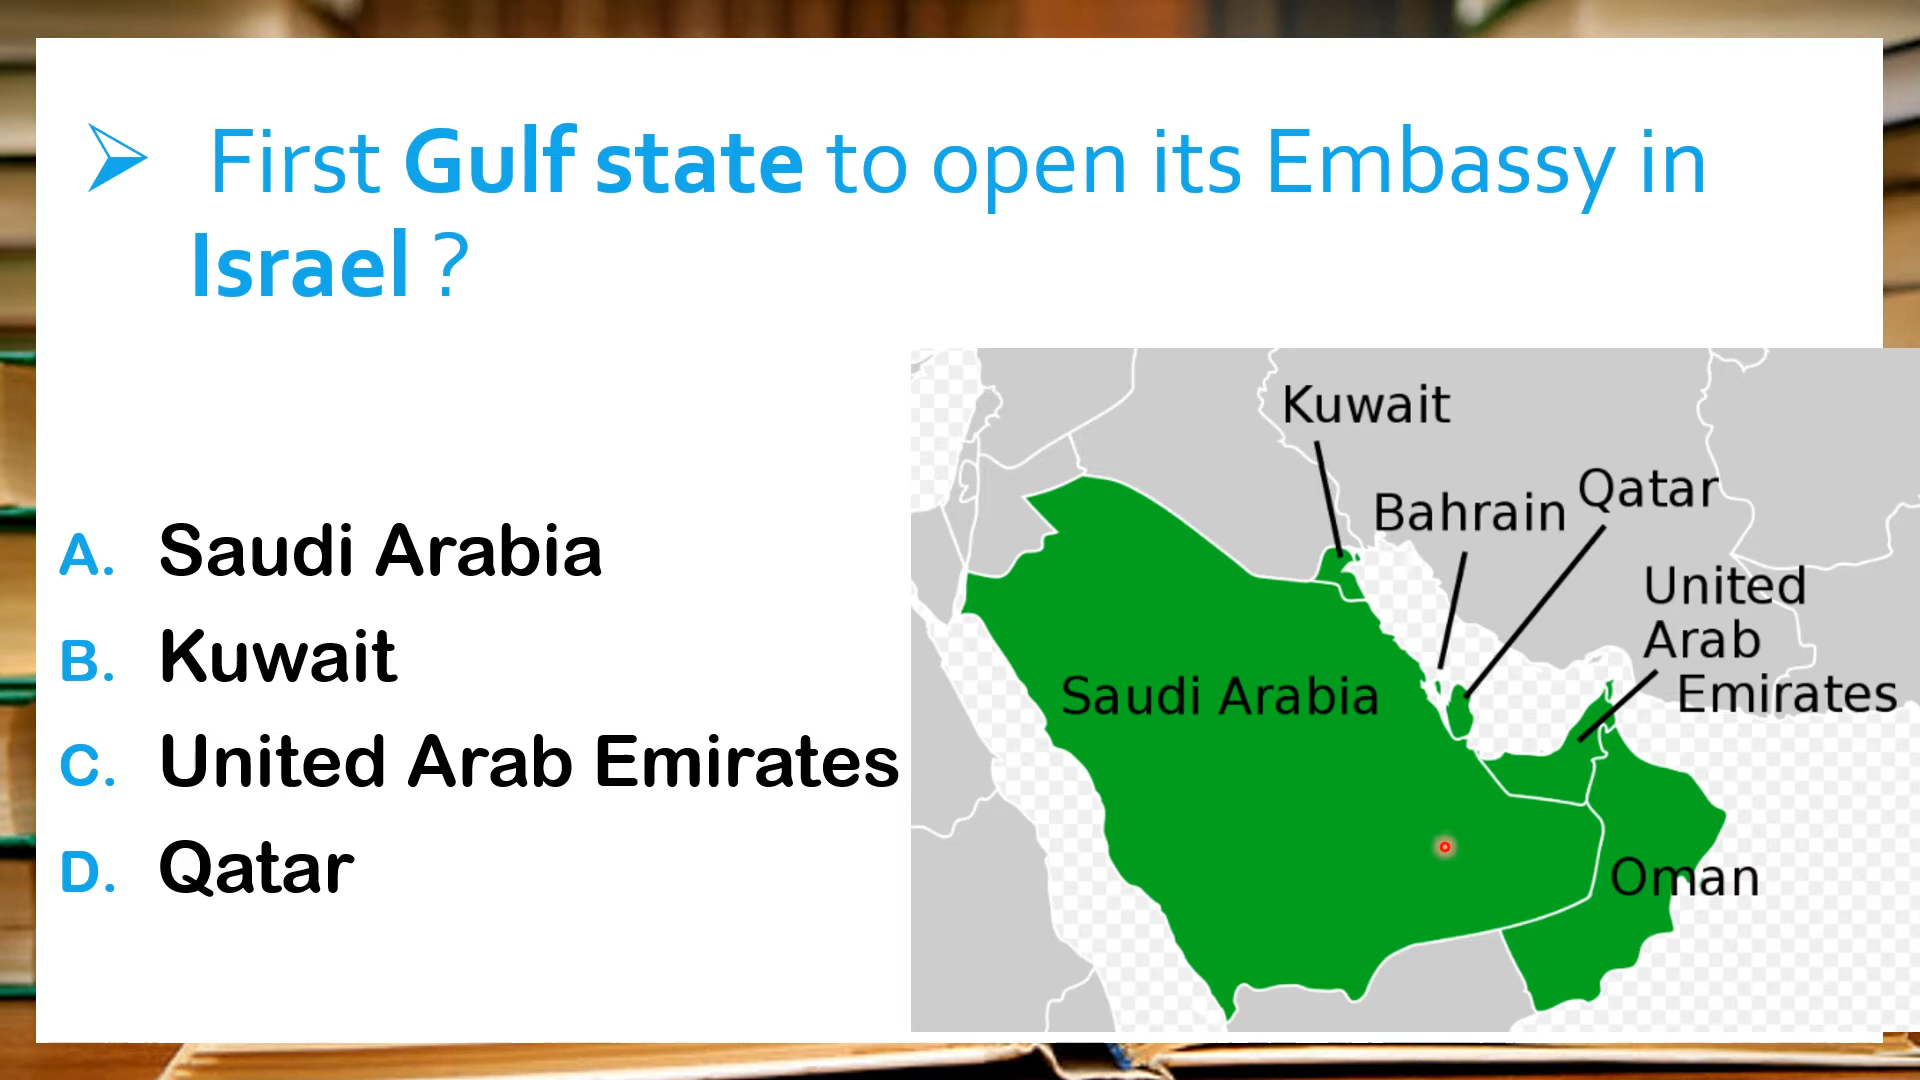 First Gulf state to open its Embassy in
Israel ?
A. Saudi Arabia
B. Kuwait
C. United Arab Emirates
D. Qatar
Kuwait
Bahrain
Qatar
United
Arab
Emirates
Saudi Arabia
Oman